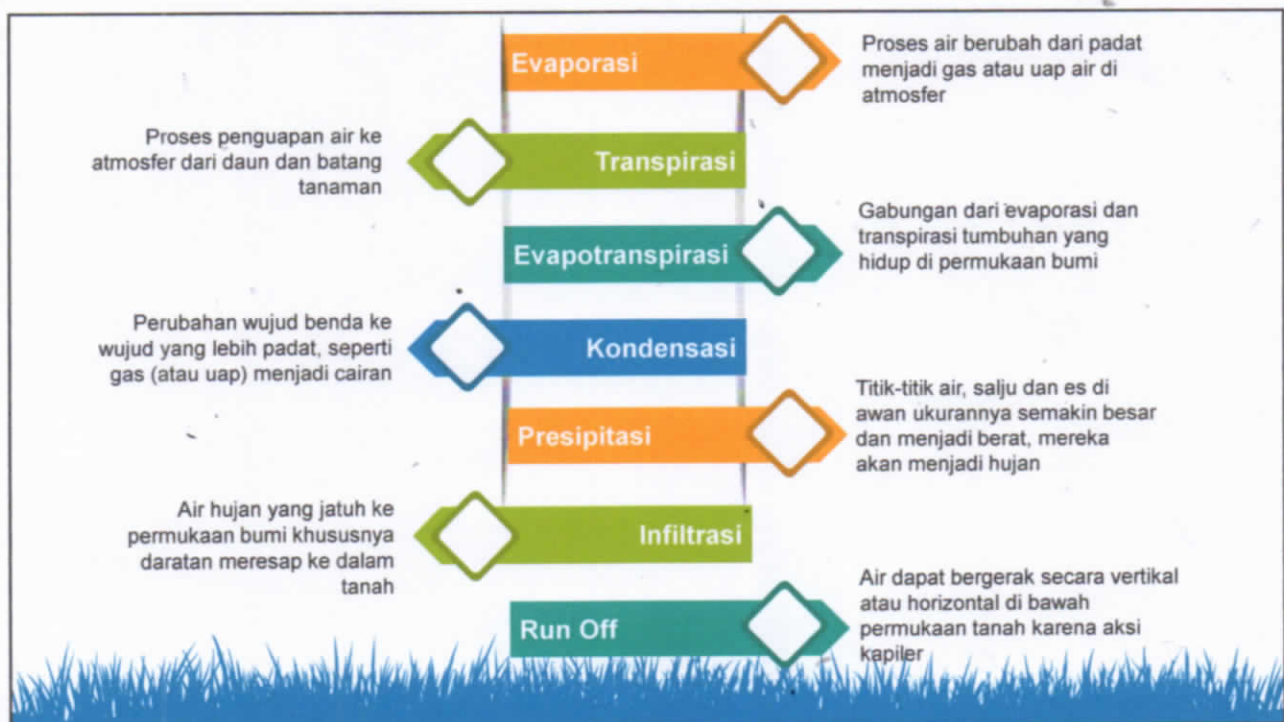 Evaporasi
Proses air berubah dari padat
menjadi gas atau uap air di
atmosfer
Proses penguapan air ke
atmosfer dari daun dan batang
tanaman
Transpirasi
Evapotranspirasi
Gabungan dari evaporasi dan
transpirasi tumbuhan yang
hidup di permukaan bumi
Perubahan wujud benda ke
wujud yang lebih padat, seperti
gas (atau uap) menjadi cairan
Kondensasi
Presipitasi
Titik-titik air, salju dan es di
awan ukurannya semakin besar
dan menjadi berat, mereka
akan menjadi hujan
Air hujan yang jatuh ke
permukaan bumi khususnya
daratan meresap ke dalam
tanah
Infiltrasi
Run Off
Air dapat bergerak secara vertikal
atau horizontal di bawah
permukaan tanah karena aksi
kapiler